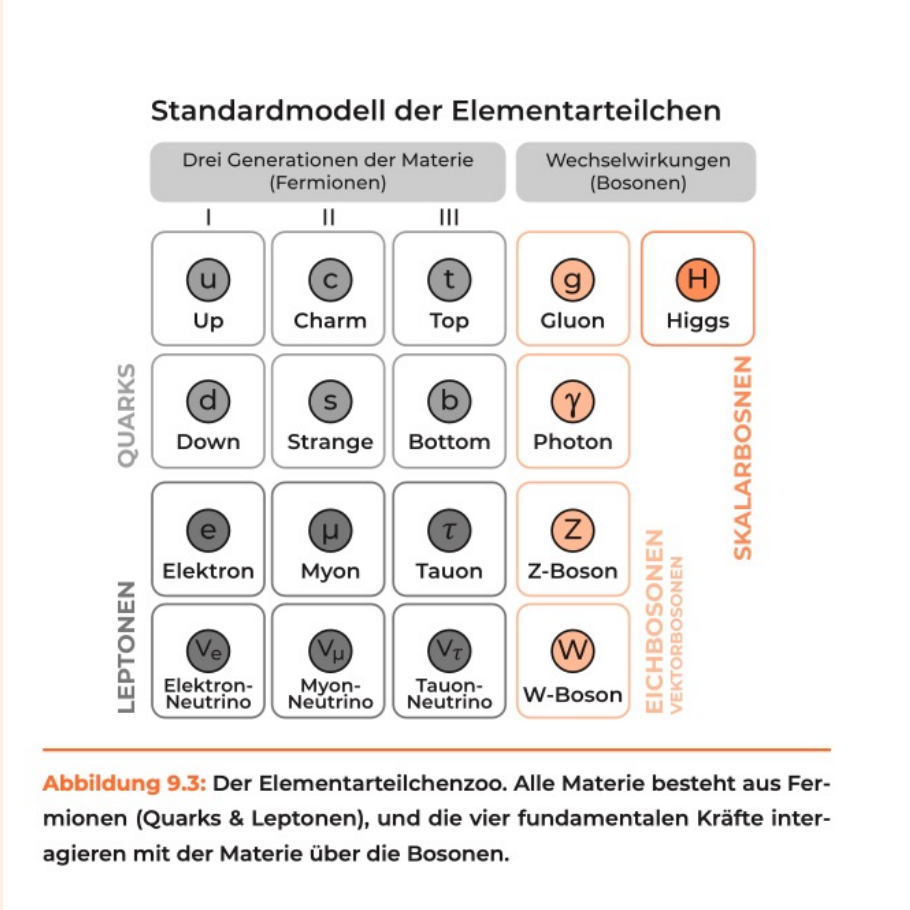 Standardmodell der Elementarteilchen
Drei Generationen der Materie
(Fermionen)
Wechselwirkungen
(Bosonen)
I II III
u c t g H
Up Charm Top Gluon Higgs
QUARKS
d s b γ
Down Strange Bottom Photon
SKALARBOSNEN
e μ τ Z
Elektron Myon Tauon Z-Boson
LEPTONEN
Ve Vμ Vτ W
Elektron-
Neutrino
Myon-
Neutrino
Tauon-
Neutrino
W-Boson
EICHBOSONEN
VEKTORBOSONEN
Abbildung 9.3: Der Elementarteilchenzoo. Alle Materie besteht aus Fer-
mionen (Quarks & Leptonen), und die vier fundamentalen Kräfte inter-
agieren mit der Materie über die Bosonen.